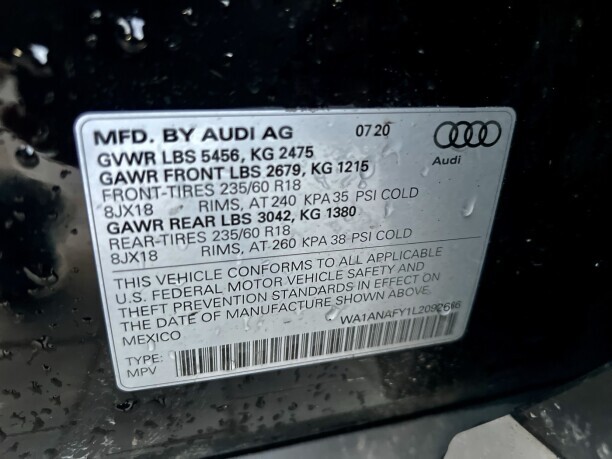 MFD. BY AUDI AG 07 20
GVWR LBS 5456, KG 2475
GAWR FRONT LBS 2679, KG 1215
FRONT-TIRES 235/60 R18
8JX18 RIMS, AT 240 KPA 35 PSI COLD
GAWR REAR LBS 3042, KG 1380
REAR-TIRES 235/60 R18
8JX18 RIMS, AT 260 KPA 38 PSI COLD
Audi
THIS VEHICLE CONFORMS TO ALL APPLICABLE
U.S. FEDERAL MOTOR VEHICLE SAFETY AND
THEFT PREVENTION STANDARDS IN EFFECT ON
THE DATE OF MANUFACTURE SHOWN ABOVE.
MEXICO
TYPE:
MPV